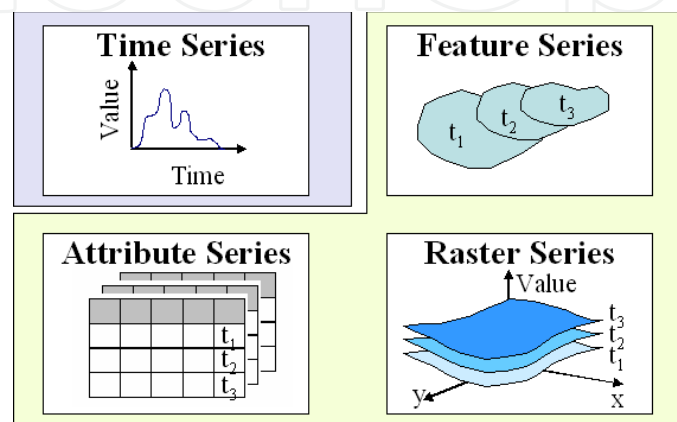 Time Series
Value
Time
Feature Series
t1
t2
t3
Attribute Series
t1
t2
t3
Raster Series
Value
t3
t2
t1
y
x